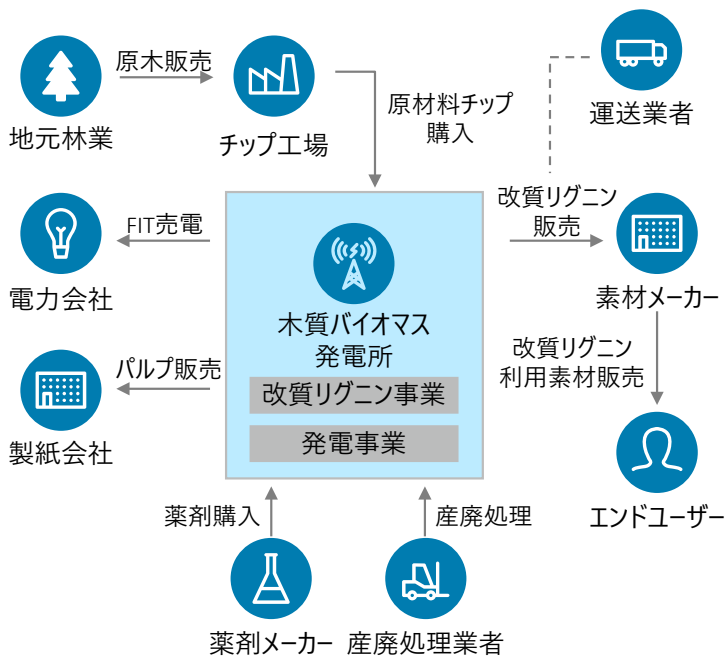 原木販売
地元林業
チップ工場
原材料チップ
購入
運送業者
改質リグニン
販売
FIT売電
電力会社
木質バイオマス
発電所
改質リグニン事業
発電事業
素材メーカー
パルプ販売
製紙会社
改質リグニン
利用素材販売
エンドユーザー
薬剤購入
産廃処理
薬剤メーカー
産廃処理業者